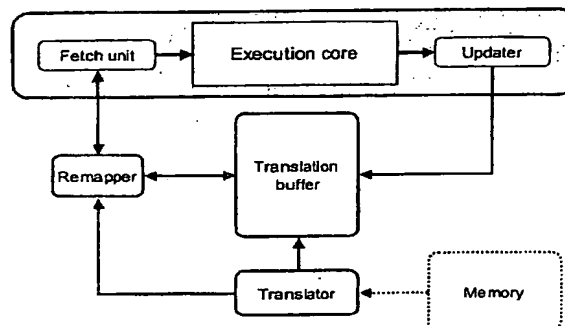 Fetch unit
Execution core
Updater
Remapper
Translation
buffer
Translator
Memory